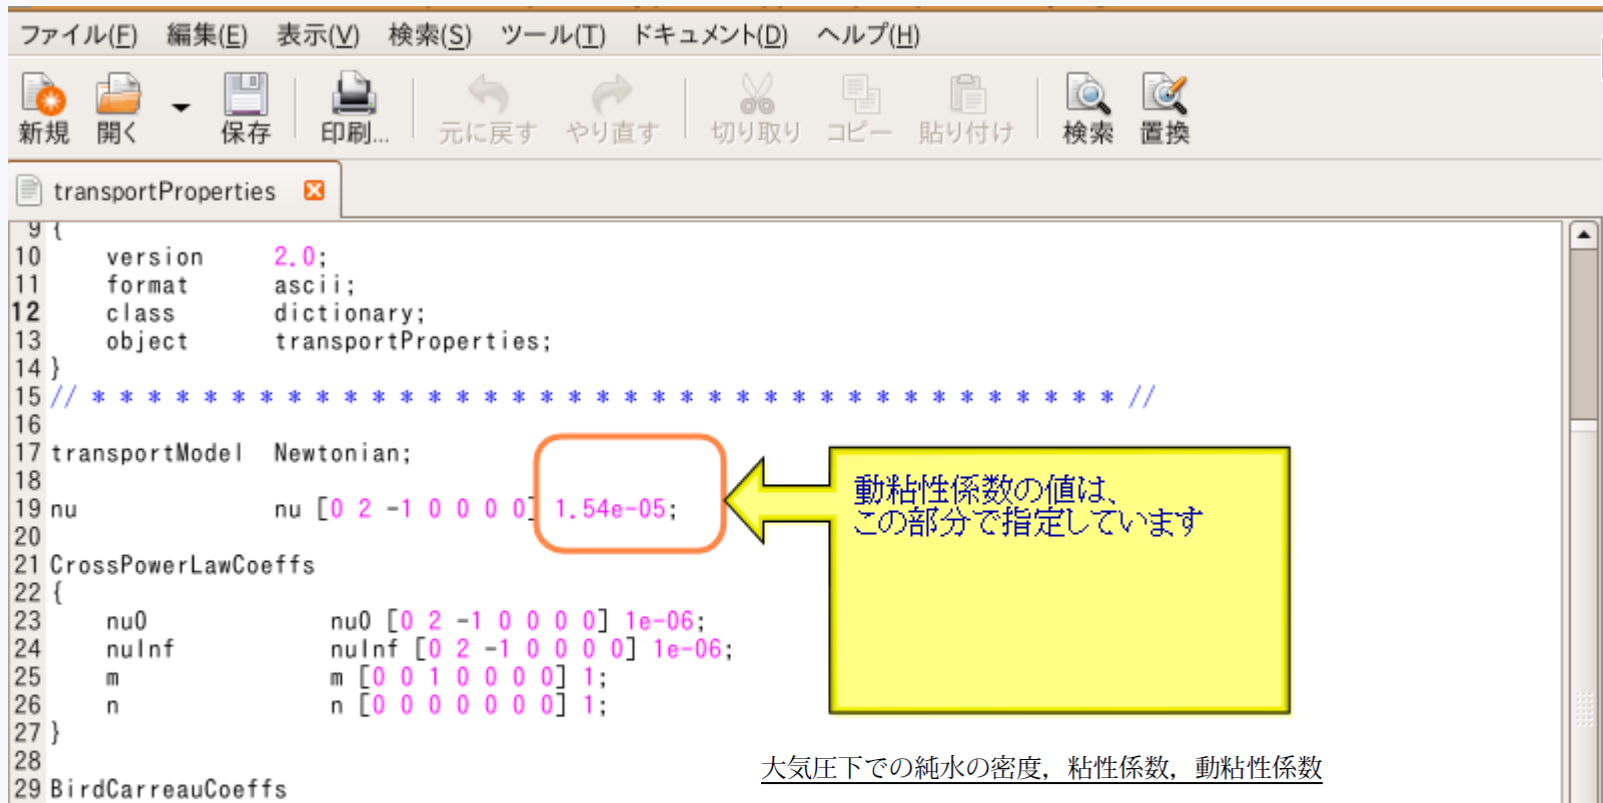 ファイル(F) 編集(E) 表示(V) 検索(S) ツール(T) ドキュメント(D) ヘルプ(H)
新規 開く 保存 印刷... 元に戻す やり直す 切り取り コピー 貼り付け 検索 置換
transportProperties
9 {
10 version 2.0;
11 format ascii;
12 class dictionary;
13 object transportProperties;
14 }
15 // * * * * * * * * * * * * * * * * * * * * * * * * * * * * * * * * * * * * * //
16
17 transportModel Newtonian;
18
19 nu nu [0 2 -1 0 0 0 0] 1.54e-05;
20
21 CrossPowerLawCoeffs
22 {
23 nu0 nu0 [0 2 -1 0 0 0 0] 1e-06;
24 nuInf nuInf [0 2 -1 0 0 0 0] 1e-06;
25 m m [0 0 1 0 0 0 0] 1;
26 n n [0 0 0 0 0 0 0] 1;
27 }
28
29 BirdCarreauCoeffs
動粘性係数の値は、
この部分で指定しています
大気圧下での純水の密度，粘性係数，動粘性係数